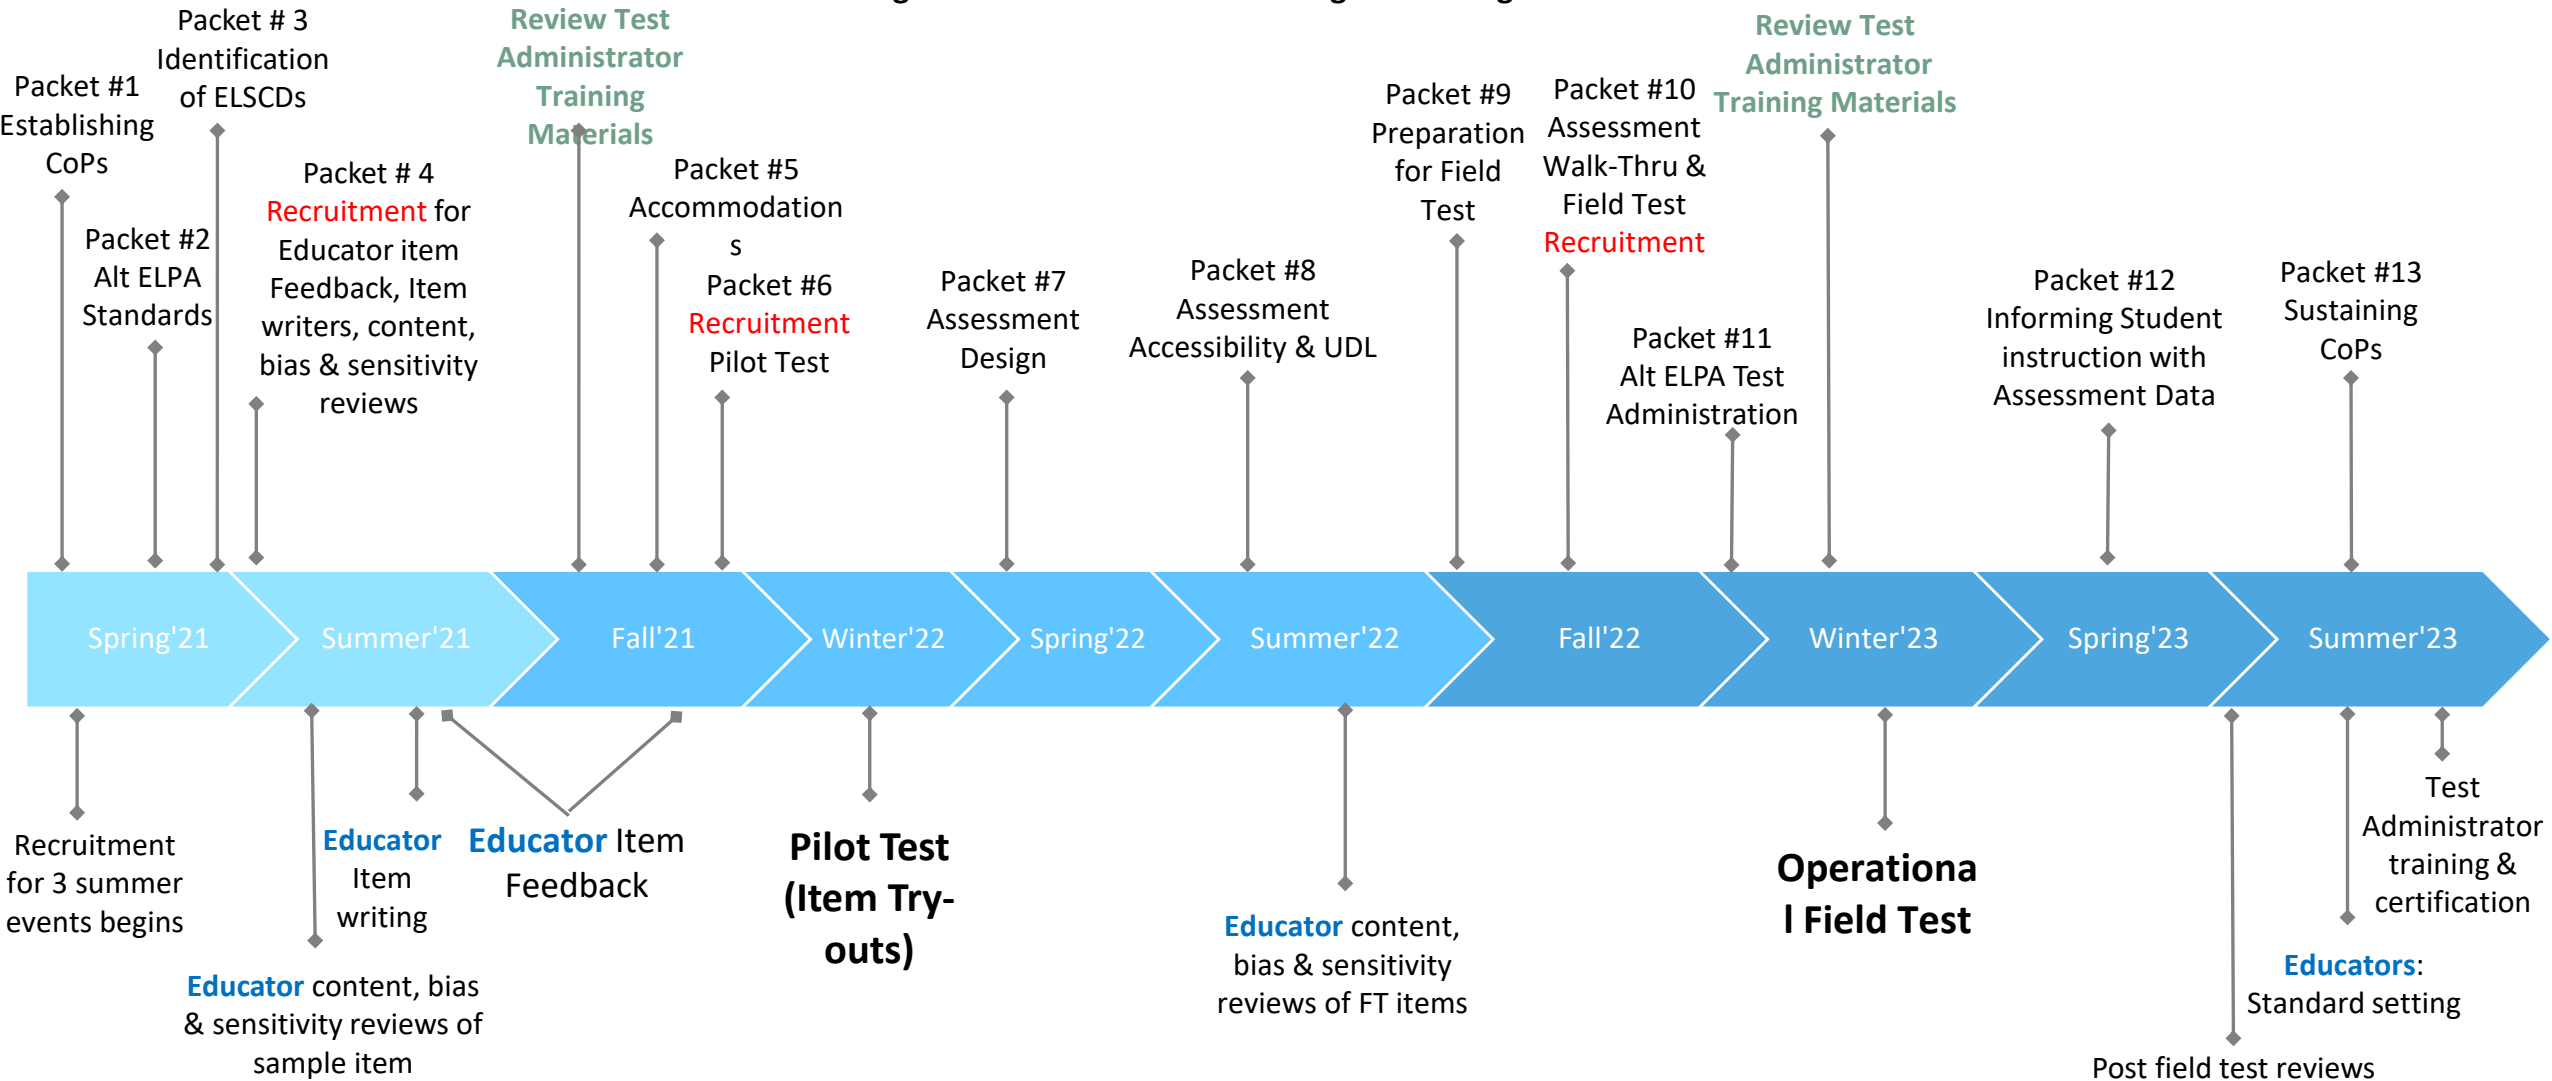 Packet #1
Establishing
CoPs
Packet #2
Alt ELPA
Standards
Packet # 3
Identification
of ELSCDs
Packet # 4
Recruitment for
Educator item
Feedback, Item
writers, content,
bias & sensitivity
reviews
Review Test
Administrator
Training
Materials
Packet #5
Accommodation
s
Packet #6
Recruitment
Pilot Test
Packet #7
Assessment
Design
Packet #8
Assessment
Accessibility & UDL
Packet #9
Preparation
for Field
Test
Packet #10
Assessment
Walk-Thru &
Field Test
Recruitment
Packet #11
Alt ELPA Test
Administration
Review Test
Administrator
Training Materials
Packet #12
Informing Student
instruction with
Assessment Data
Packet #13
Sustaining
CoPs
Spring'21
Summer'21
Fall'21
Winter'22
Spring'22
Summer'22
Fall'22
Winter'23
Spring'23
Summer'23
Recruitment
for 3 summer
events begins
Educator content, bias
& sensitivity reviews of
sample item
Educator
Item
writing
Educator Item
Feedback
Pilot Test
(Item Try-
outs)
Educator content,
bias & sensitivity
reviews of FT items
Operationa
l Field Test
Post field test reviews
Educators:
Standard setting
Test
Administrator
training &
certification